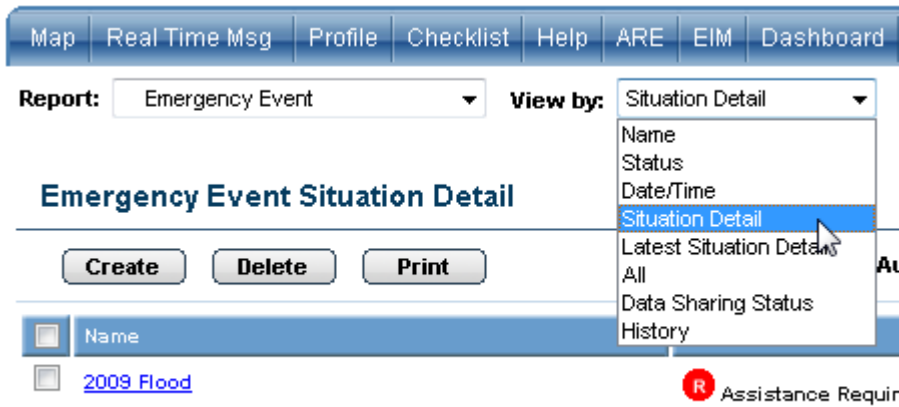 Map Real Time Msg Profile Checklist Help ARE EIM Dashboard
Report: Emergency Event View by: Situation Detail
Name
Status
Date/Time
Situation Detail
Latest Situation Details
All
Data Sharing Status
History
Emergency Event Situation Detail
Create Delete Print Au
Name
2009 Flood R Assistance Requir